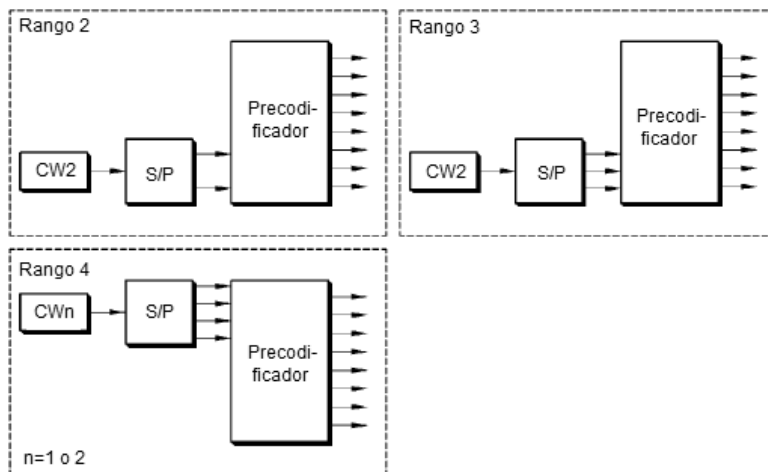 Rango 2
Precodi-
ficador
CW2
S/P
Rango 3
Precodi-
ficador
CW2
S/P
Rango 4
CWn
S/P
Precodi-
ficador
n=1 o 2